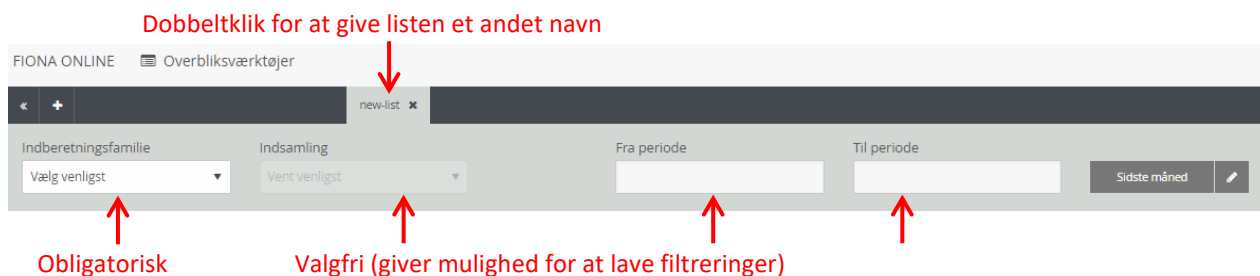 Dobbeltklik for at give listen et andet navn
FIONA ONLINE Overbliksværktøjer
« + new-list ×
Indberetningsfamilie Indsamling Fra periode Til periode
Vælg venligst Vent venligst Sidste måned
Obligatorisk Valgfri (giver mulighed for at lave filtreringer)